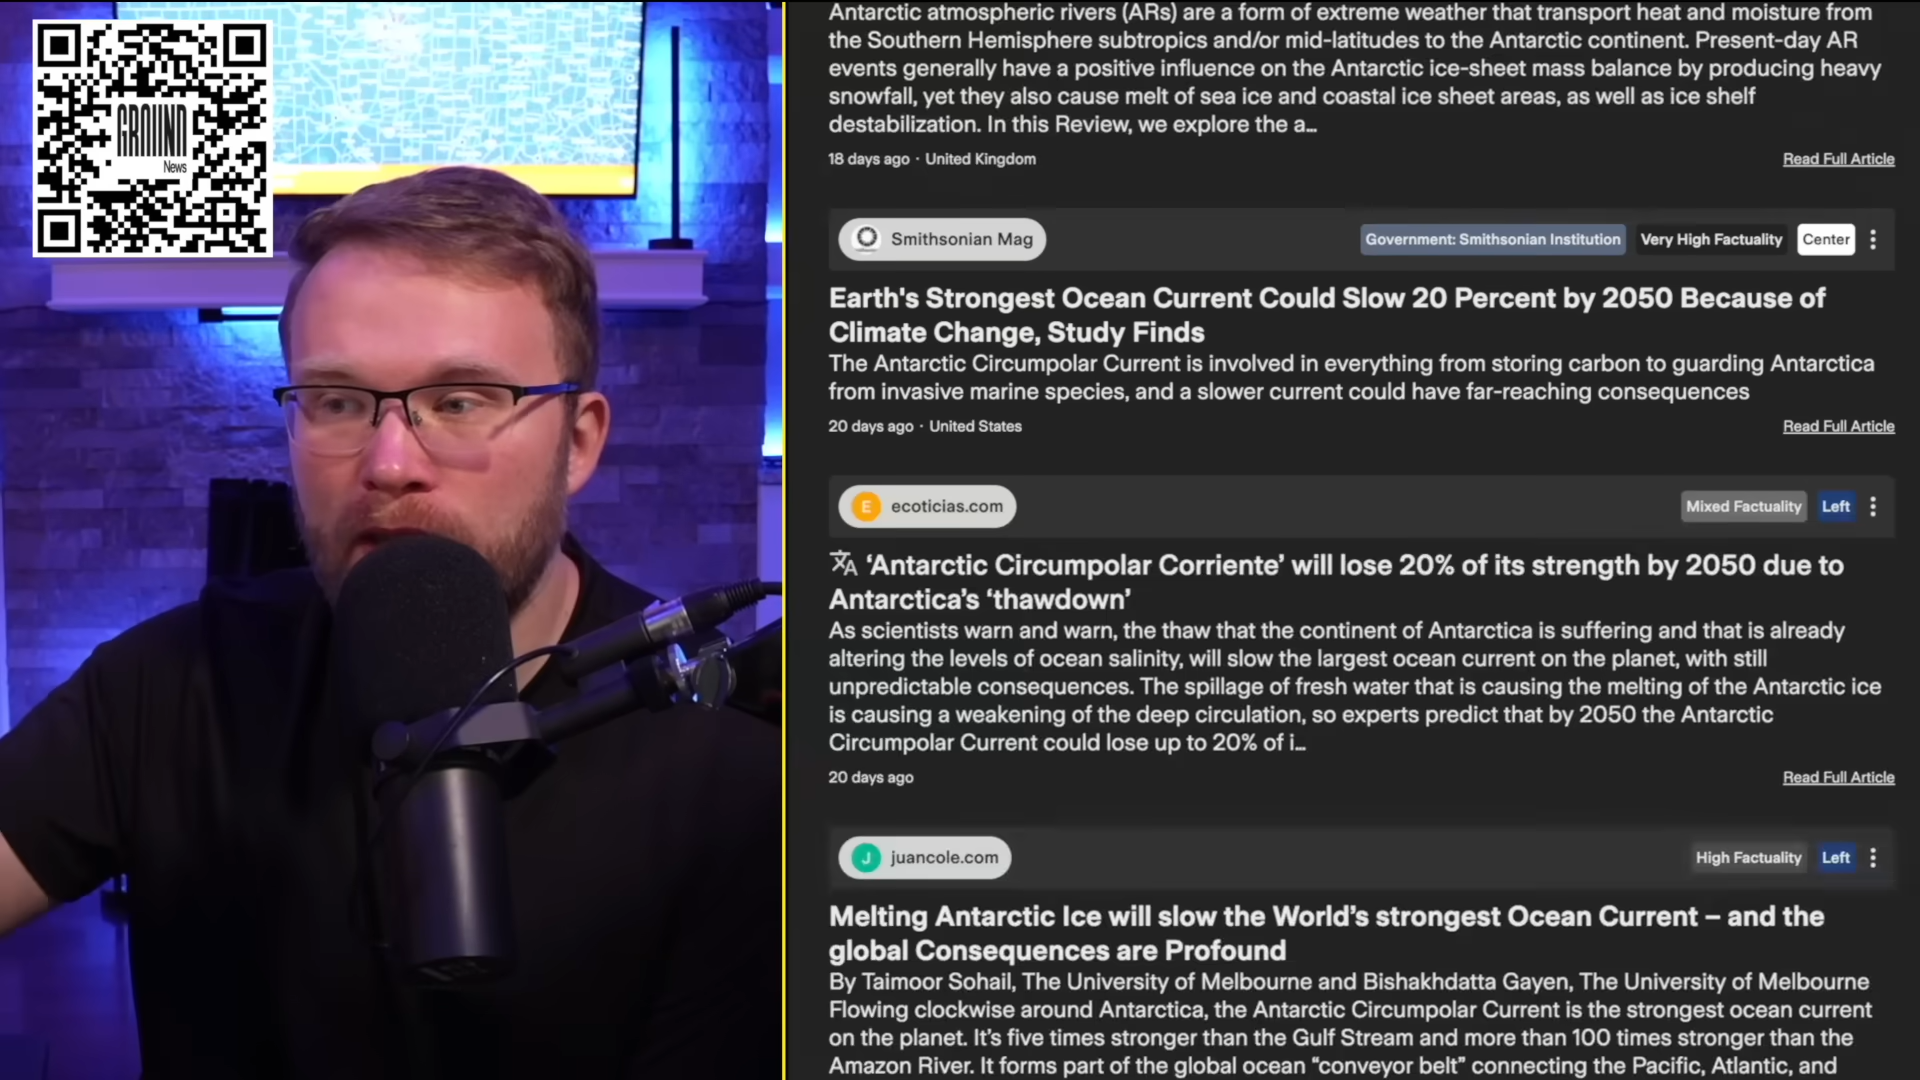 GROUND
News
Antarctic atmospheric rivers (ARs) are a form of extreme weather that transport heat and moisture from
the Southern Hemisphere subtropics and/or mid-latitudes to the Antarctic continent. Present-day AR
events generally have a positive influence on the Antarctic ice-sheet mass balance by producing heavy
snowfall, yet they also cause melt of sea ice and coastal ice sheet areas, as well as ice shelf
destabilization. In this Review, we explore the a...
18 days ago · United Kingdom
Read Full Article
Smithsonian Mag
Government: Smithsonian Institution
Very High Factuality
Center
Earth's Strongest Ocean Current Could Slow 20 Percent by 2050 Because of
Climate Change, Study Finds
The Antarctic Circumpolar Current is involved in everything from storing carbon to guarding Antarctica
from invasive marine species, and a slower current could have far-reaching consequences
20 days ago · United States
Read Full Article
E ecoticias.com
Mixed Factuality
Left
‘Antarctic Circumpolar Corriente’ will lose 20% of its strength by 2050 due to
Antarctica’s ‘thawdown’
As scientists warn and warn, the thaw that the continent of Antarctica is suffering and that is already
altering the levels of ocean salinity, will slow the largest ocean current on the planet, with still
unpredictable consequences. The spillage of fresh water that is causing the melting of the Antarctic ice
is causing a weakening of the deep circulation, so experts predict that by 2050 the Antarctic
Circumpolar Current could lose up to 20% of i...
20 days ago
Read Full Article
J juancole.com
High Factuality
Left
Melting Antarctic Ice will slow the World’s strongest Ocean Current – and the
global Consequences are Profound
By Taimoor Sohail, The University of Melbourne and Bishakhdatta Gayen, The University of Melbourne
Flowing clockwise around Antarctica, the Antarctic Circumpolar Current is the strongest ocean current
on the planet. It’s five times stronger than the Gulf Stream and more than 100 times stronger than the
Amazon River. It forms part of the global ocean “conveyor belt” connecting the Pacific, Atlantic, and